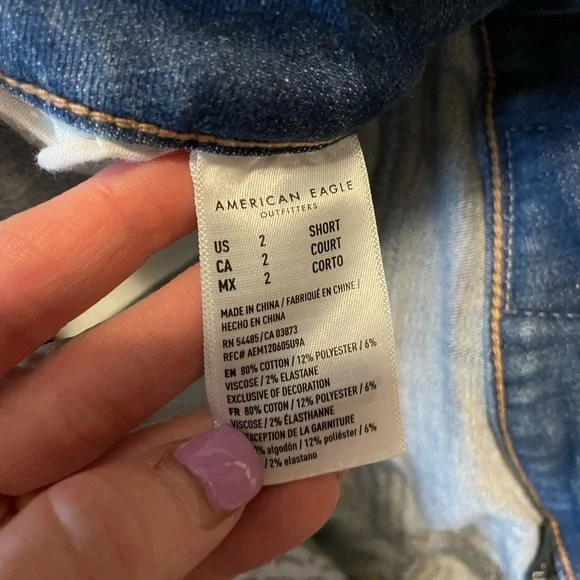 AMERICAN EAGLE
OUTFITTERS
US 2 SHORT
CA 2 COURT
MX 2 CORTO
MADE IN CHINA / FABRIQUÉ EN CHINE /
HECHO EN CHINA
RN 54485/CA 03873
RFC# AEM120605U9A
EN 80% COTTON / 12% POLYESTER / 6%
VISCOSE / 2% ELASTANE
EXCLUSIVE OF DECORATION
FR 80% COTON / 12% POLYESTER / 6%
VISCOSE / 2% ÉLASTHANNE
EXCEPTION DE LA GARNITURE
% algodón / 12% poliéster / 6%
/ 2% elastano